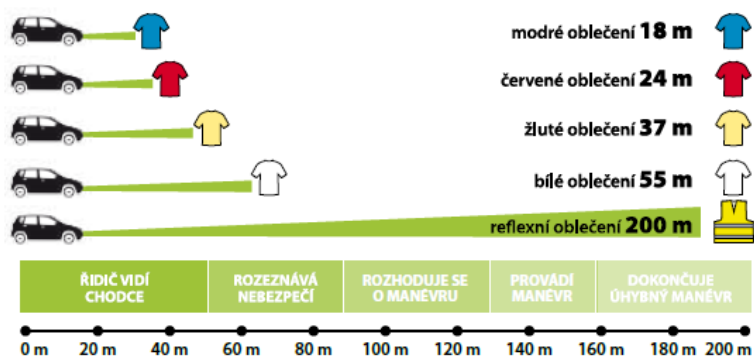 modré oblečení 18 m
červené oblečení 24 m
žluté oblečení 37 m
bílé oblečení 55 m
reflexní oblečení 200 m
ŘIDIČ VIDÍ
CHODCE
ROZEZNÁVÁ
NEBEZPEČÍ
ROZHODUJE SE
O MANÉVRU
PROVÁDÍ
MANÉVR
DOKONČUJE
ÚHYBNÝ MANÉVR
0 m 20 m 40 m 60 m 80 m 100 m 120 m 140 m 160 m 180 m 200 m